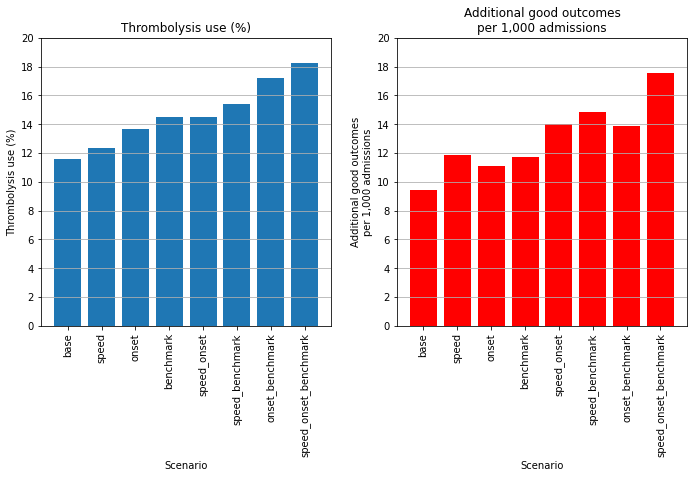 Thrombolysis use (%)
Thrombolysis use (%)
20
18
16
14
12
10
8
6
4
2
0
base
speed
onset
benchmark
speed_onset
speed_benchmark
onset_benchmark
speed_onset_benchmark
Scenario
Additional good outcomes
per 1,000 admissions
Additional good outcomes
per 1,000 admissions
20
18
16
14
12
10
8
6
4
2
0
base
speed
onset
benchmark
speed_onset
speed_benchmark
onset_benchmark
speed_onset_benchmark
Scenario